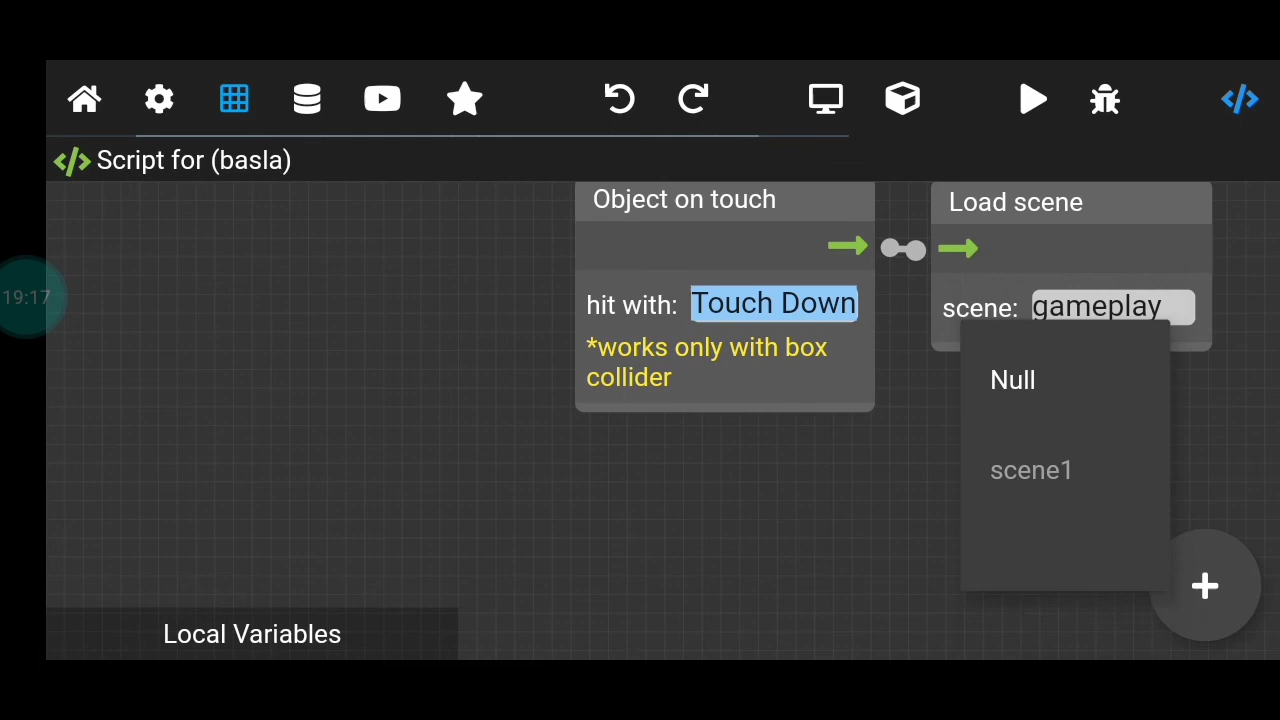 Script for (basla)
Object on touch
Load scene
19:17
hit with: Touch Down
scene: gameplay
*works only with box
collider
Null
scene1
Local Variables